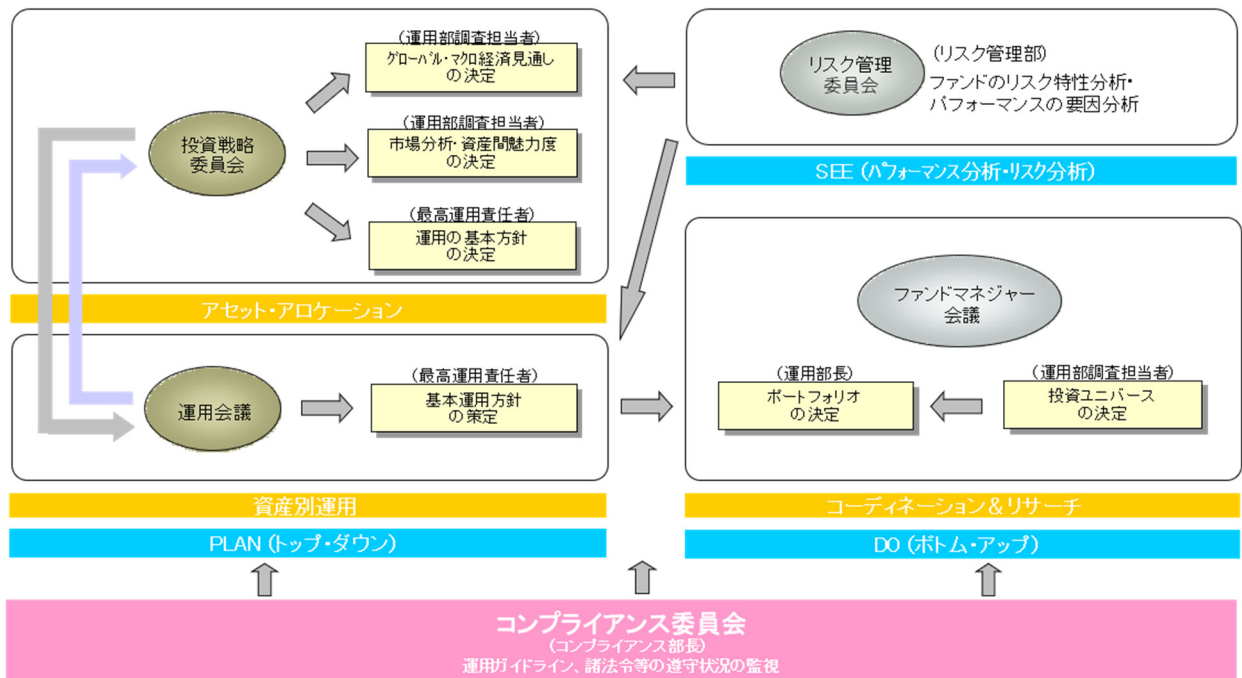 (運用部調査担当者)
グローバル・マクロ経済見通し
の決定
投資戦略
委員会
(運用部調査担当者)
市場分析・資産間魅力度
の決定
(最高運用責任者)
運用の基本方針
の決定
アセット・アロケーション
運用会議
(最高運用責任者)
基本運用方針
の策定
資産別運用
PLAN (トップ・ダウン)
リスク管理
委員会
(リスク管理部)
ファンドのリスク特性分析・
パフォーマンスの要因分析
SEE (パフォーマンス分析・リスク分析)
ファンドマネジャー
会議
(運用部長)
ポートフォリオ
の決定
(運用部調査担当者)
投資ユニバース
の決定
コーディネーション＆リサーチ
DO (ボトム・アップ)
コンプライアンス委員会
(コンプライアンス部長)
運用ガイドライン、諸法令等の遵守状況の監視